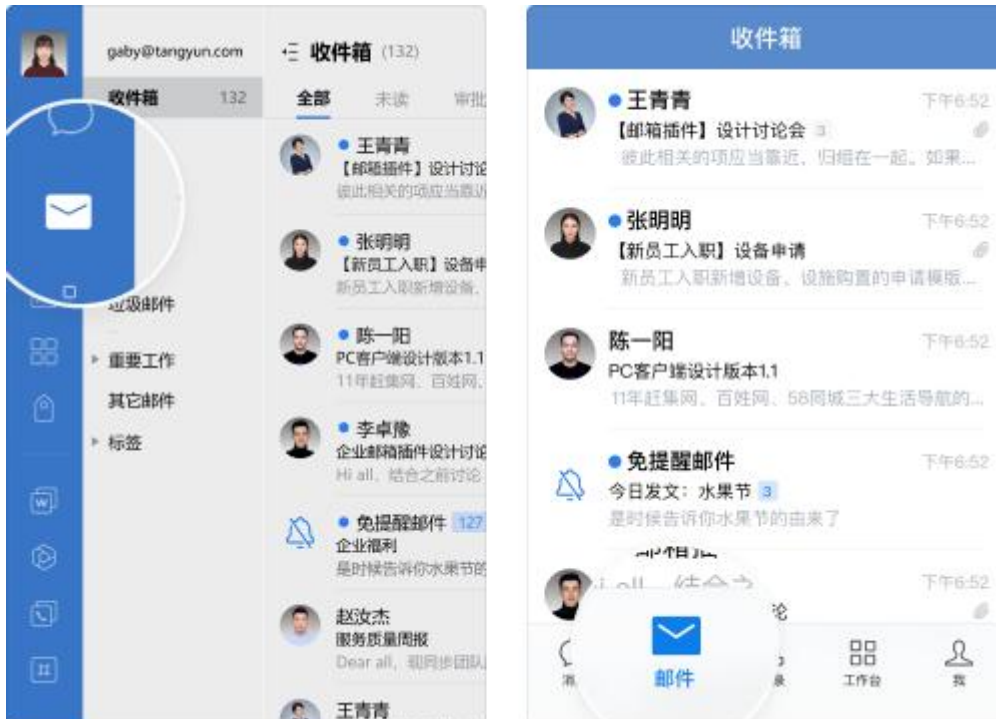 gaby@tangyun.com
收件箱 132
垃圾邮件
重要工作
其它邮件
标签
收件箱 (132)
全部 未读 审批
王青青
【邮箱插件】设计讨论
彼此相关的项应当靠近
张明明
【新员工入职】设备申
新员工入职新增设备、
陈一阳
PC客户端设计版本1.1
11年赶集网、百姓网、
李卓豫
企业邮箱插件设计讨论
Hi all，结合之前讨论
免提醒邮件 127
企业福利
是时候告诉你水果节的
赵汝杰
服务质量周报
Dear all，现同步团队
王青青
收件箱
王青青 下午6:52
【邮箱插件】设计讨论会 3
彼此相关的项应当靠近，归组在一起。如果...
张明明 下午6:52
【新员工入职】设备申请
新员工入职新增设备、设施购置的申请模版...
陈一阳 下午6:52
PC客户端设计版本1.1
11年赶集网、百姓网、58同城三大生活导航的...
免提醒邮件 下午6:52
今日发文：水果节 3
是时候告诉你水果节的由来了
下午6:52
论
邮件
工作台
我